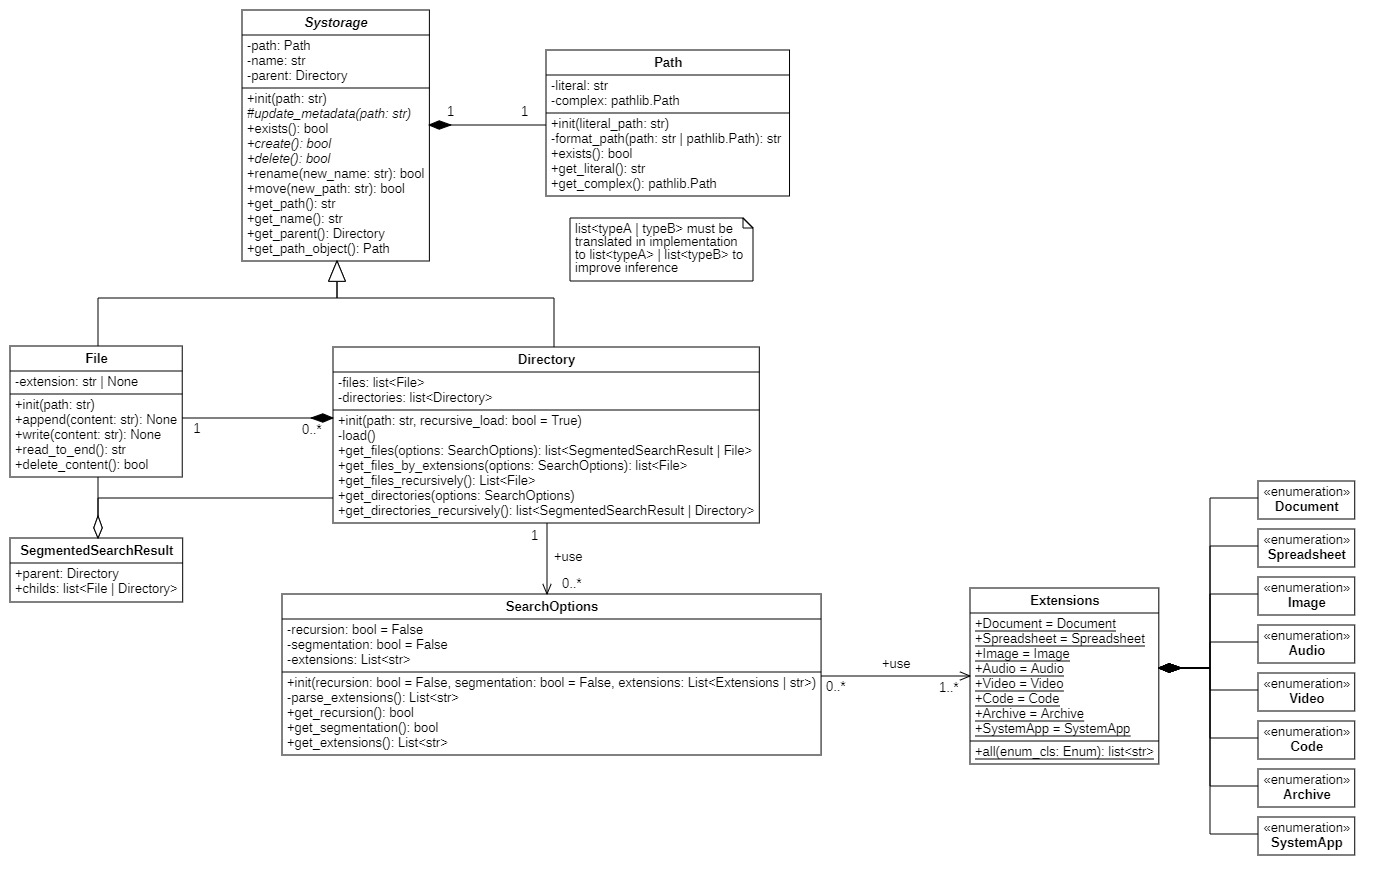 Systorage
-path: Path
-name: str
-parent: Directory
+init(path: str)
#update_metadata(path: str)
+exists(): bool
+create(): bool
+delete(): bool
+rename(new_name: str): bool
+move(new_path: str): bool
+get_path(): str
+get_name(): str
+get_parent(): Directory
+get_path_object(): Path
1
1
Path
-literal: str
-complex: pathlib.Path
+init(literal_path: str)
-format_path(path: str | pathlib.Path): str
+exists(): bool
+get_literal(): str
+get_complex(): pathlib.Path
list<typeA | typeB> must be
translated in implementation
to list<typeA> | list<typeB> to
improve inference
File
-extension: str | None
+init(path: str)
+append(content: str): None
+write(content: str): None
+read_to_end(): str
+delete_content(): bool
1
0..*
Directory
-files: list<File>
-directories: list<Directory>
+init(path: str, recursive_load: bool = True)
-load()
+get_files(options: SearchOptions): list<SegmentedSearchResult | File>
+get_files_by_extensions(options: SearchOptions): list<File>
+get_files_recursively(): List<File>
+get_directories(options: SearchOptions)
+get_directories_recursively(): list<SegmentedSearchResult | Directory>
SegmentedSearchResult
+parent: Directory
+childs: list<File | Directory>
1
+use
0..*
SearchOptions
-recursion: bool = False
-segmentation: bool = False
-extensions: List<str>
+init(recursion: bool = False, segmentation: bool = False, extensions: List<Extensions | str>)
-parse_extensions(): List<str>
+get_recursion(): bool
+get_segmentation(): bool
+get_extensions(): List<str>
+use
0..*
1..*
Extensions
+Document = Document
+Spreadsheet = Spreadsheet
+Image = Image
+Audio = Audio
+Video = Video
+Code = Code
+Archive = Archive
+SystemApp = SystemApp
+all(enum_cls: Enum): list<str>
«enumeration»
Document
«enumeration»
Spreadsheet
«enumeration»
Image
«enumeration»
Audio
«enumeration»
Video
«enumeration»
Code
«enumeration»
Archive
«enumeration»
SystemApp